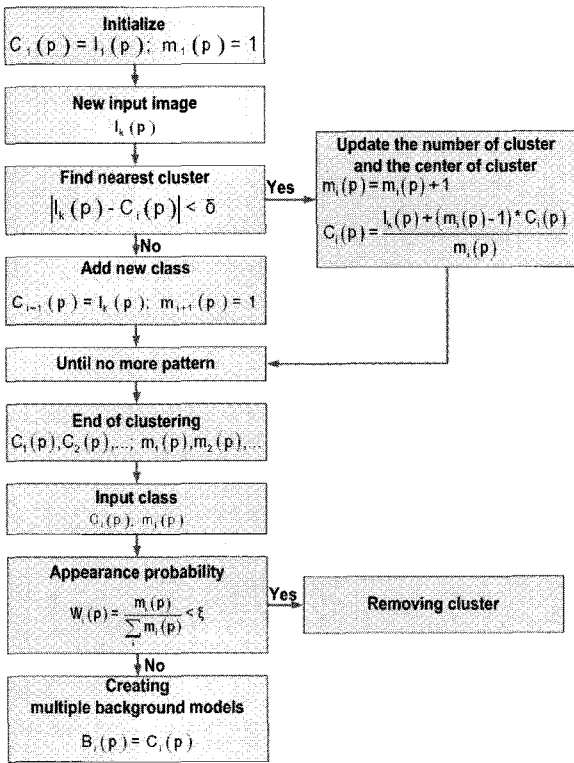 Initialize
C₁(p) = I₁(p); m₁(p) = 1
New input image
Iₖ(p)
Find nearest cluster
|Iₖ(p) - Cᵢ(p)| < δ
Yes
No
Update the number of cluster
and the center of cluster
mᵢ(p) = mᵢ(p) + 1
Cᵢ(p) = Iₖ(p) + (mᵢ(p) - 1) * Cᵢ(p) / mᵢ(p)
Add new class
Cᵢ₊₁(p) = Iₖ(p); mᵢ₊₁(p) = 1
Until no more pattern
End of clustering
C₁(p), C₂(p),...; m₁(p), m₂(p),...
Input class
Cᵢ(p), mᵢ(p)
Appearance probability
Wᵢ(p) = mᵢ(p) / ∑ᵢ mᵢ(p) < ξ
Yes
Removing cluster
No
Creating
multiple background models
Bᵢ(p) = Cᵢ(p)